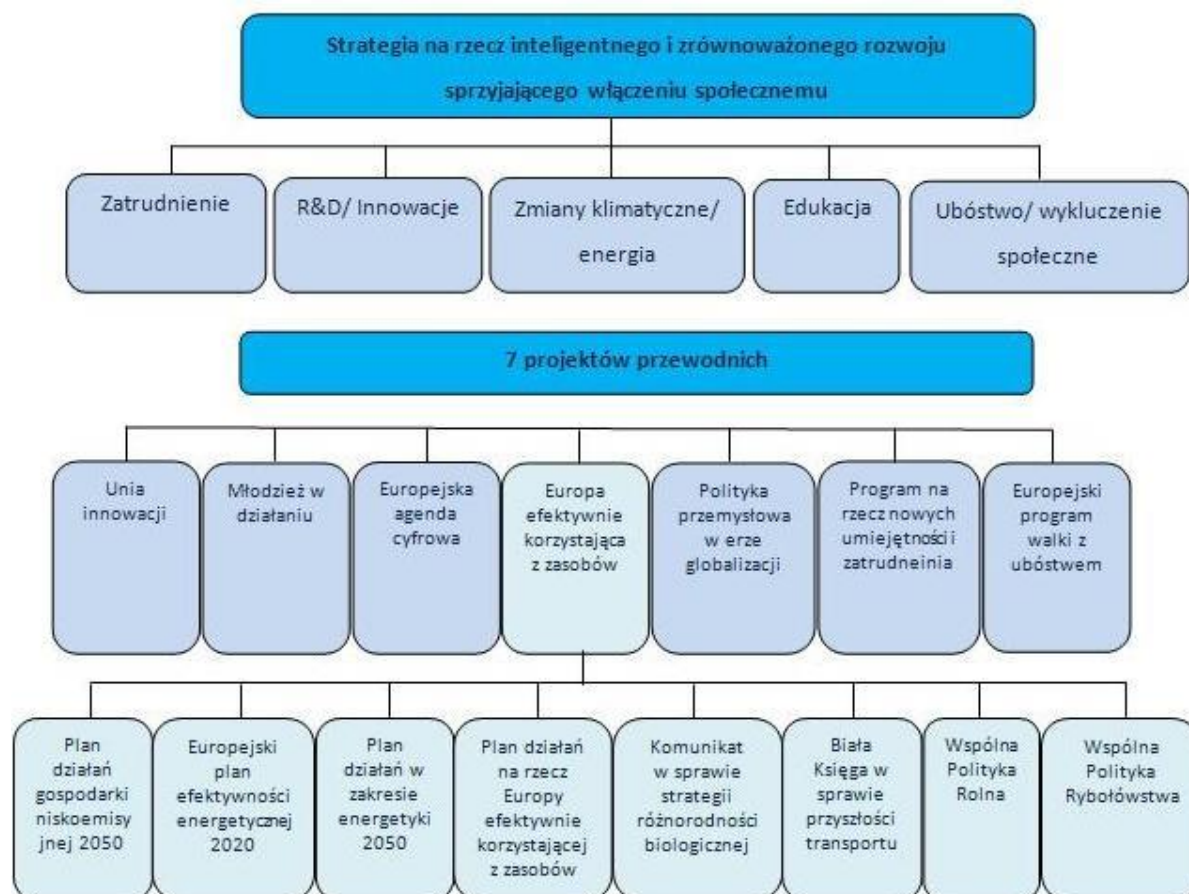 Strategia na rzecz inteligentnego i zrównoważonego rozwoju
sprzyjającego włączeniu społecznemu
Zatrudnienie
R&D/ Innowacje
Zmiany klimatyczne/
energia
Edukacja
Ubóstwo/ wykluczenie
społeczne
7 projektów przewodnich
Unia
innowacji
Młodzież w
działaniu
Europejska
agenda
cyfrowa
Europa
efektywnie
korzystająca
z zasobów
Polityka
przemysłowa
w erze
globalizacji
Program na
rzecz nowych
umiejętności i
zatrudneinia
Europejski
program
walki z
ubóstwem
Plan
działań
gospodarki
niskoemisy
jnej 2050
Europejski
plan
efektywności
energetycznej
2020
Plan
działań w
zakresie
energetyki
2050
Plan działań
na rzecz
Europy
efektywnie
korzystającej
z zasobów
Komunikat
w sprawie
strategii
różnorodności
biologicznej
Biała
Księga w
sprawie
przyszłości
transportu
Wspólna
Polityka
Rolna
Wspólna
Polityka
Rybołówstwa